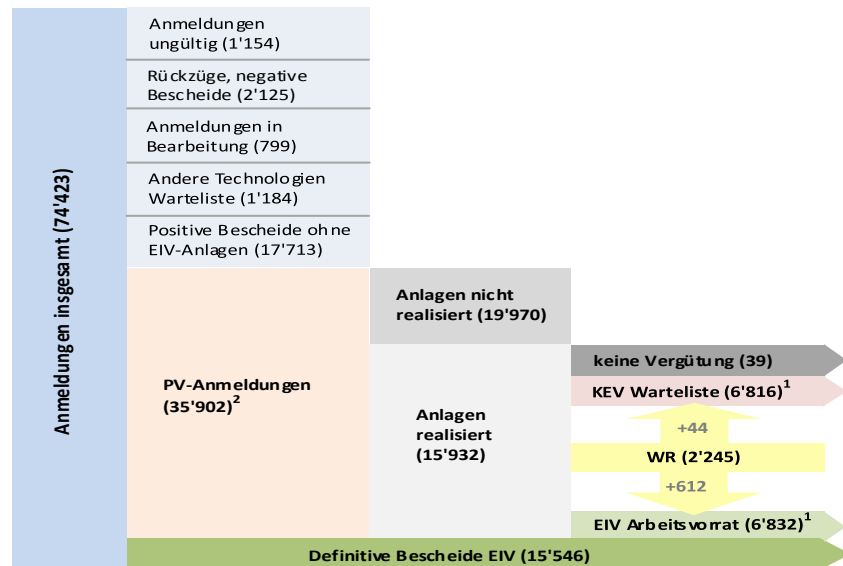 Anmeldungen insgesamt (74'423)
Anmeldungen
ungültig (1'154)
Rückzüge, negative
Bescheide (2'125)
Anmeldungen in
Bearbeitung (799)
Andere Technologien
Warteliste (1'184)
Positive Bescheide ohne
EIV-Anlagen (17'713)
PV-Anmeldungen
(35'902)²
Anlagen nicht
realisiert (19'970)
Anlagen
realisiert
(15'932)
keine Vergütung (39)
KEV Warteliste (6'816)¹
+44
WR (2'245)
+612
EIV Arbeitsvorrat (6'832)¹
Definitive Bescheide EIV (15'546)